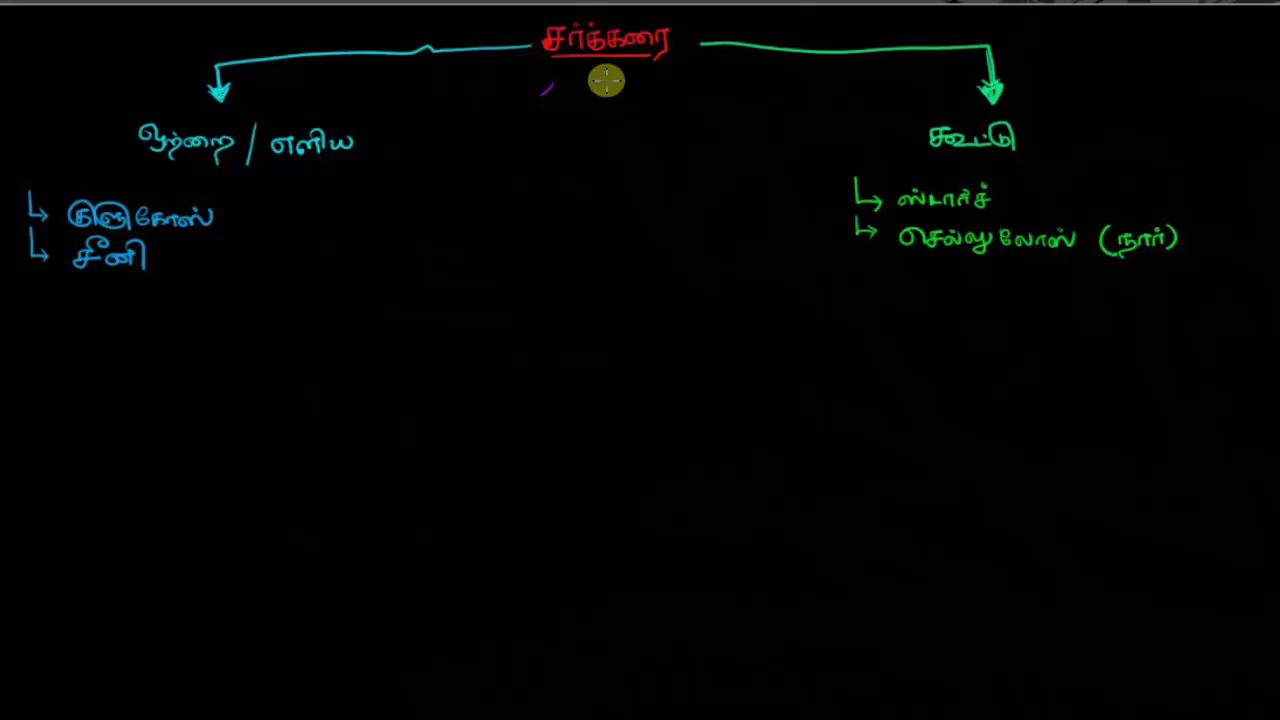 சர்க்கரை
ஒற்றை / எளிய
குளுகோஸ்
சீனி
கூட்டு
ஸ்டார்ச்
செல்லுலோஸ் (நார்)